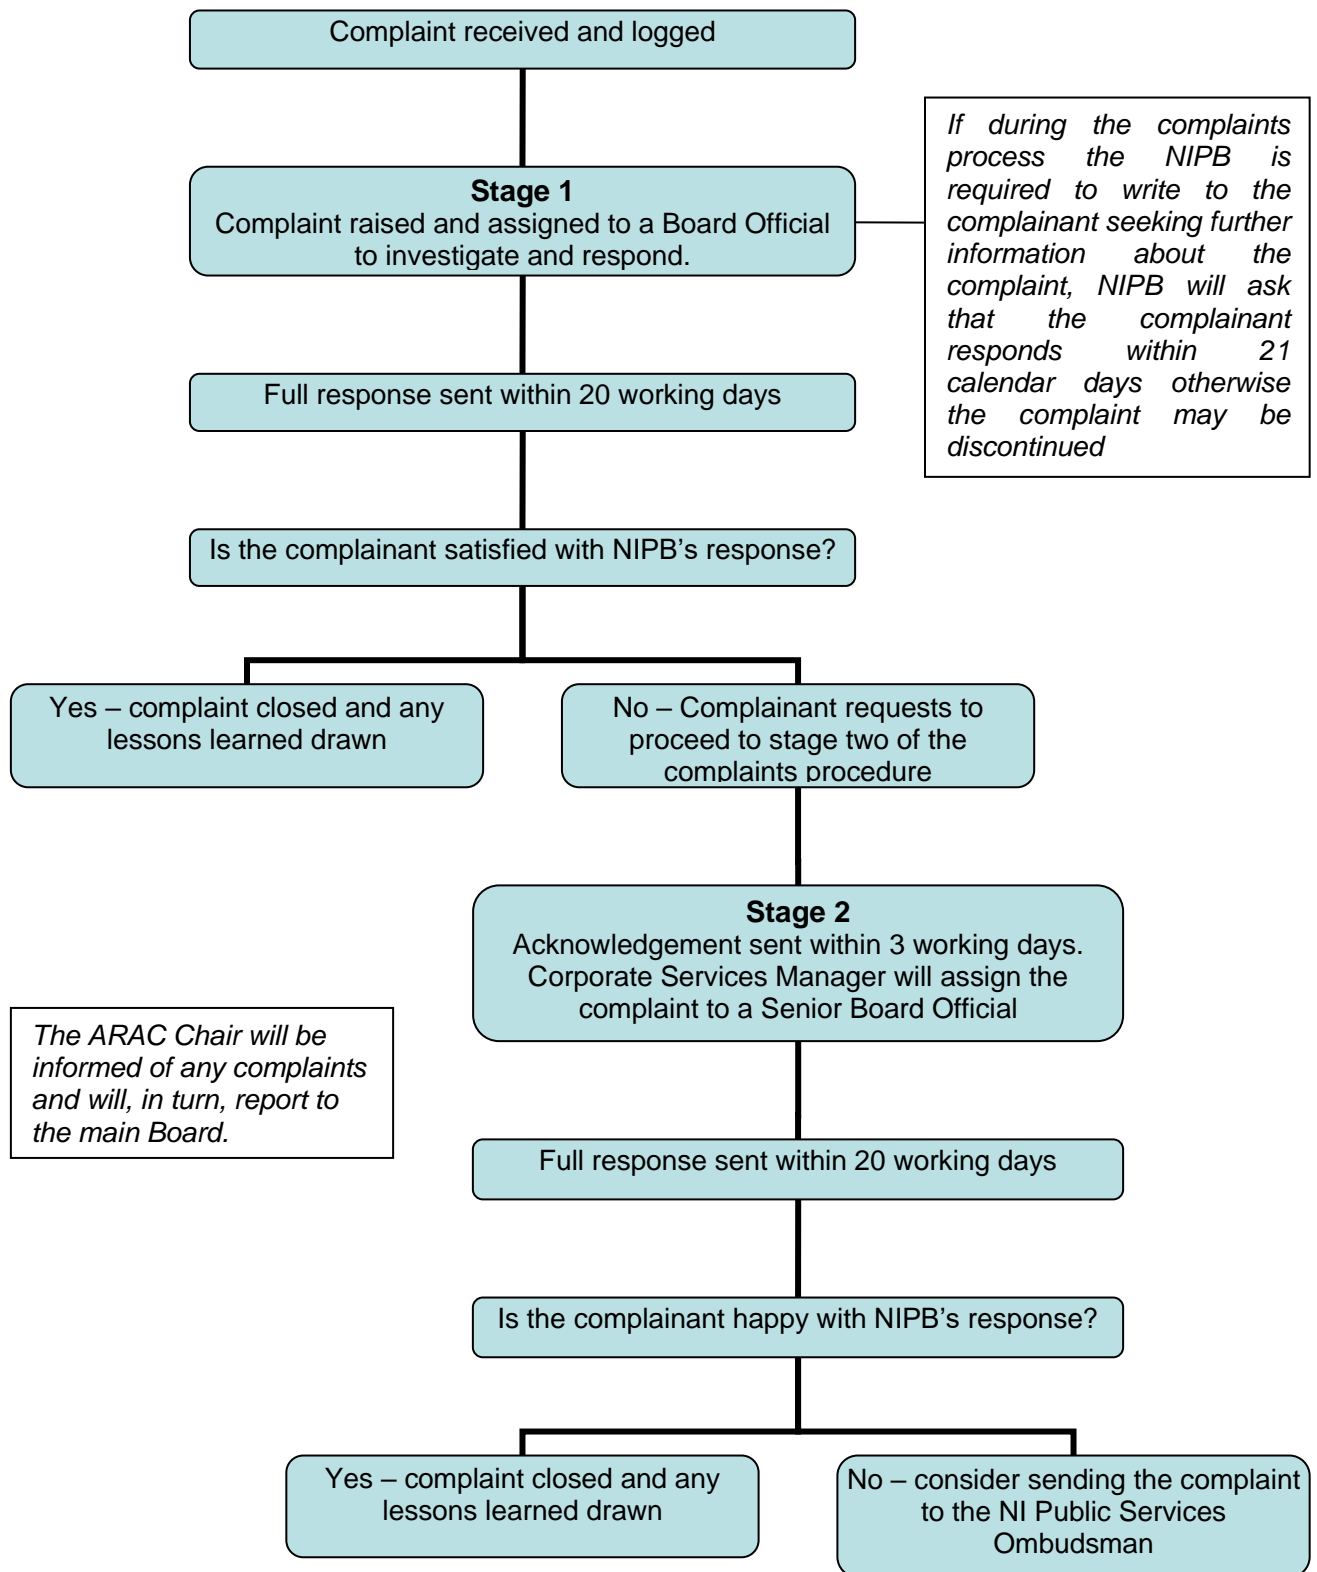 Complaint received and logged
Stage 1
Complaint raised and assigned to a Board Official
to investigate and respond.
If during the complaints
process the NIPB is
required to write to the
complainant seeking further
information about the
complaint, NIPB will ask
that the complainant
responds within 21
calendar days otherwise
the complaint may be
discontinued
Full response sent within 20 working days
Is the complainant satisfied with NIPB’s response?
Yes – complaint closed and any
lessons learned drawn
No – Complainant requests to
proceed to stage two of the
complaints procedure
Stage 2
Acknowledgement sent within 3 working days.
Corporate Services Manager will assign the
complaint to a Senior Board Official
The ARAC Chair will be
informed of any complaints
and will, in turn, report to
the main Board.
Full response sent within 20 working days
Is the complainant happy with NIPB’s response?
Yes – complaint closed and any
lessons learned drawn
No – consider sending the complaint
to the NI Public Services
Ombudsman